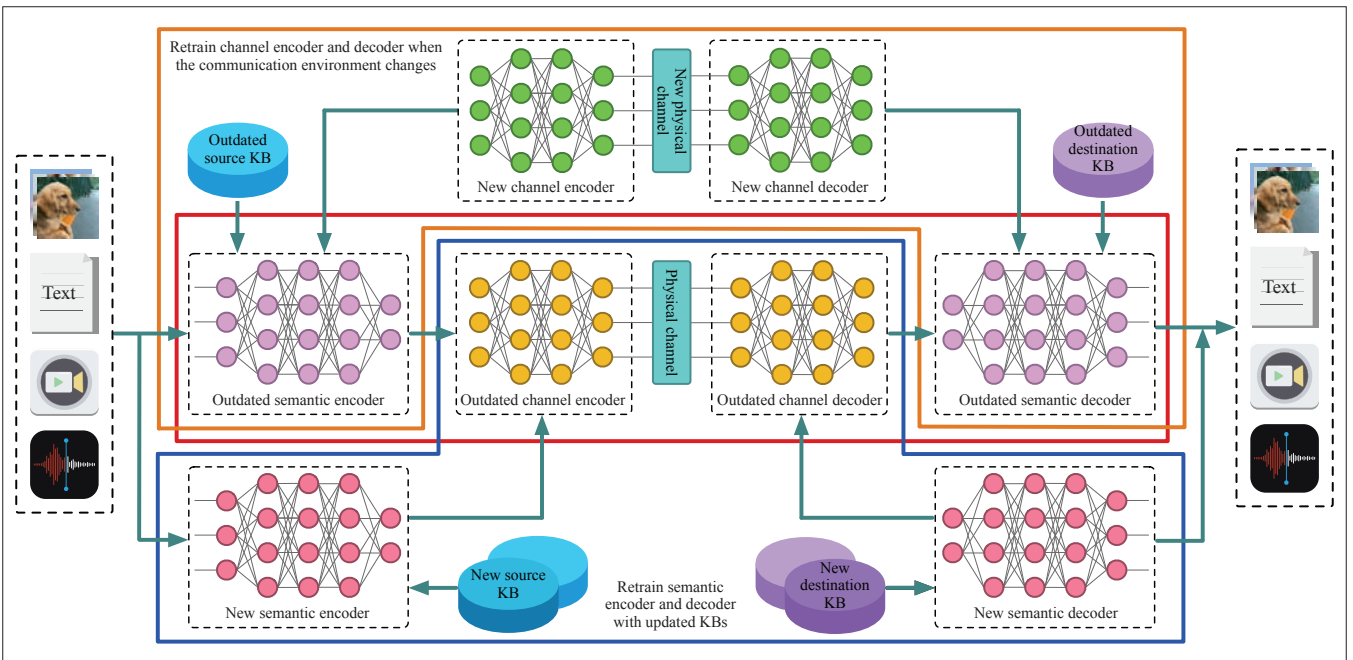 Retrain channel encoder and decoder when
the communication environment changes
New physical
channel
Outdated
source KB
Outdated
destination
KB
New channel encoder
New channel decoder
Text
Physical channel
Text
Outdated semantic encoder
Outdated channel encoder
Outdated channel decoder
Outdated semantic decoder
New source
KB
Retrain semantic
encoder and decoder
with updated KBs
New
destination
KB
New semantic encoder
New semantic decoder